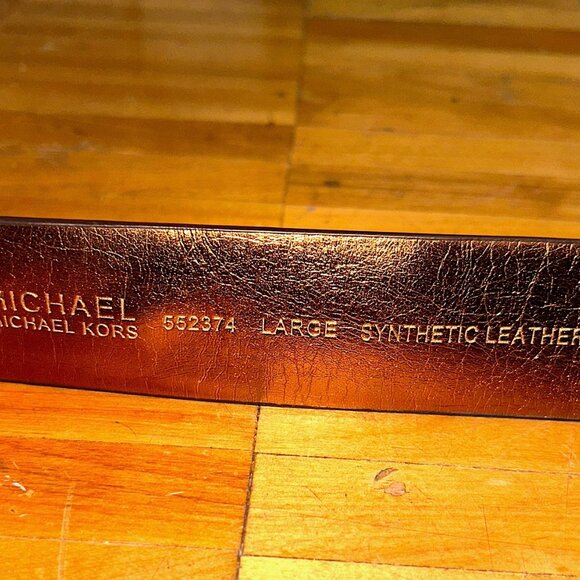 MICHAEL
MICHAEL KORS 552374 LARGE SYNTHETIC LEATHER